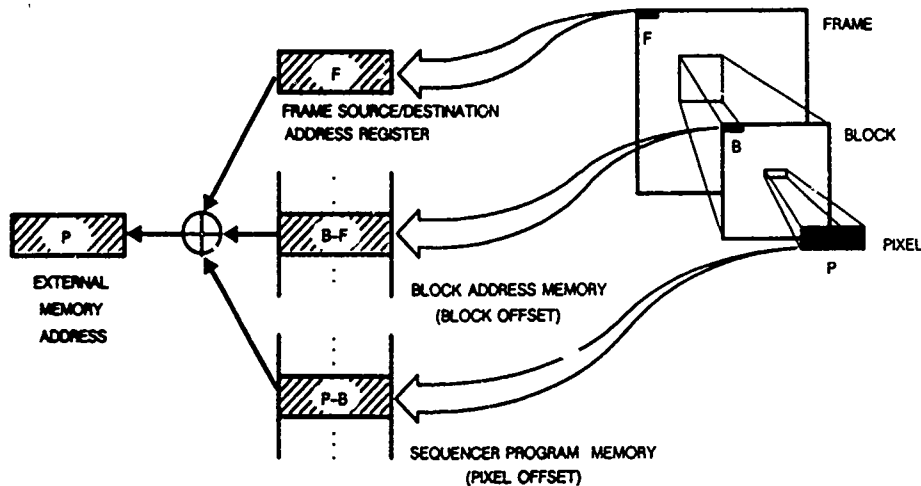 F
FRAME SOURCE/DESTINATION
ADDRESS REGISTER
F
FRAME
B
BLOCK
P
EXTERNAL
MEMORY
ADDRESS
B-F
BLOCK ADDRESS MEMORY
(BLOCK OFFSET)
PIXEL
P
P-B
SEQUENCER PROGRAM MEMORY
(PIXEL OFFSET)